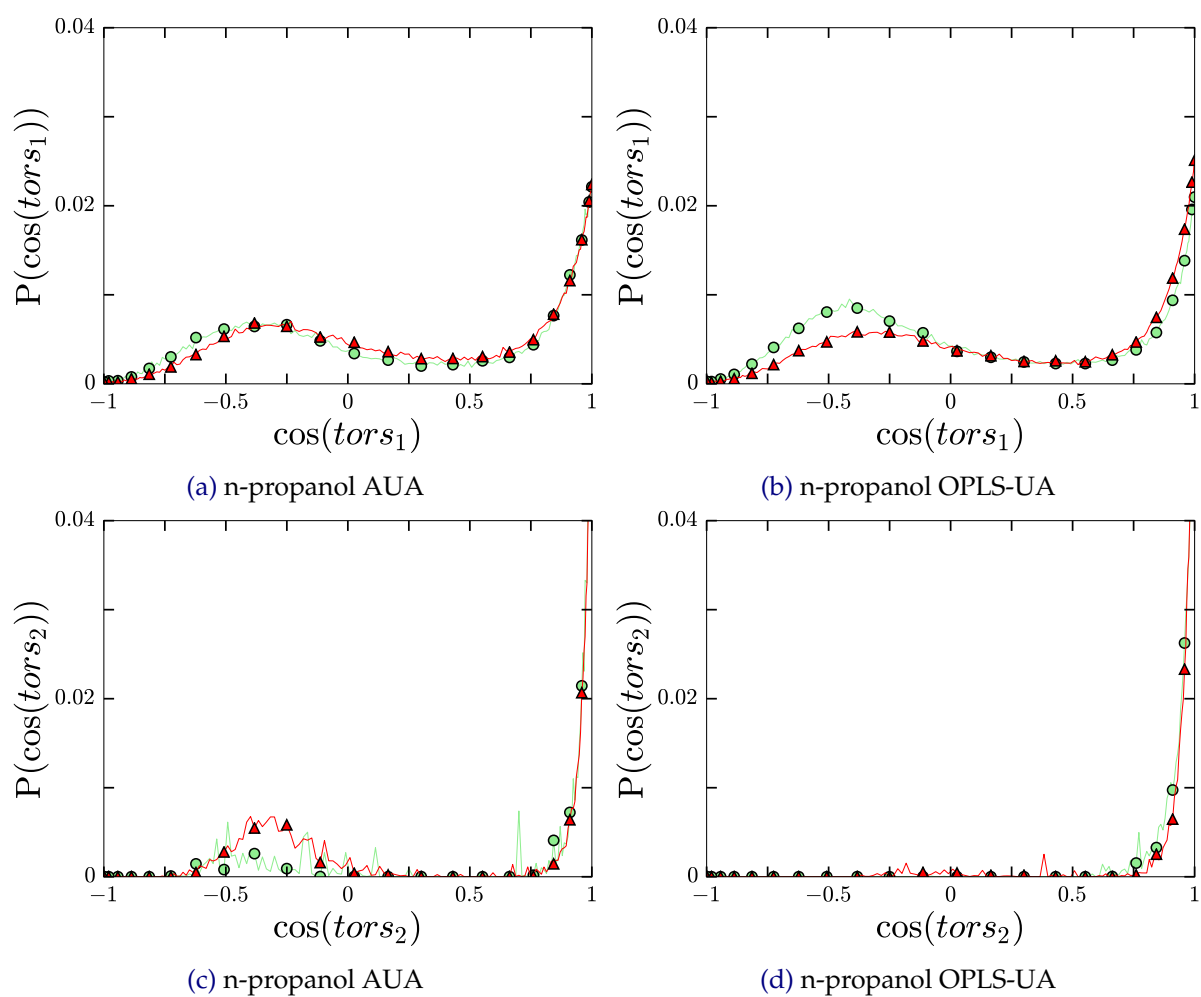 0.04
0.02
0
P(cos(tors₁))
−1 −0.5 0 0.5 1
cos(tors₁)
(a) n-propanol AUA
0.04
0.02
0
P(cos(tors₁))
−1 −0.5 0 0.5 1
cos(tors₁)
(b) n-propanol OPLS-UA
0.04
0.02
0
P(cos(tors₂))
−1 −0.5 0 0.5 1
cos(tors₂)
(c) n-propanol AUA
0.04
0.02
0
P(cos(tors₂))
−1 −0.5 0 0.5 1
cos(tors₂)
(d) n-propanol OPLS-UA